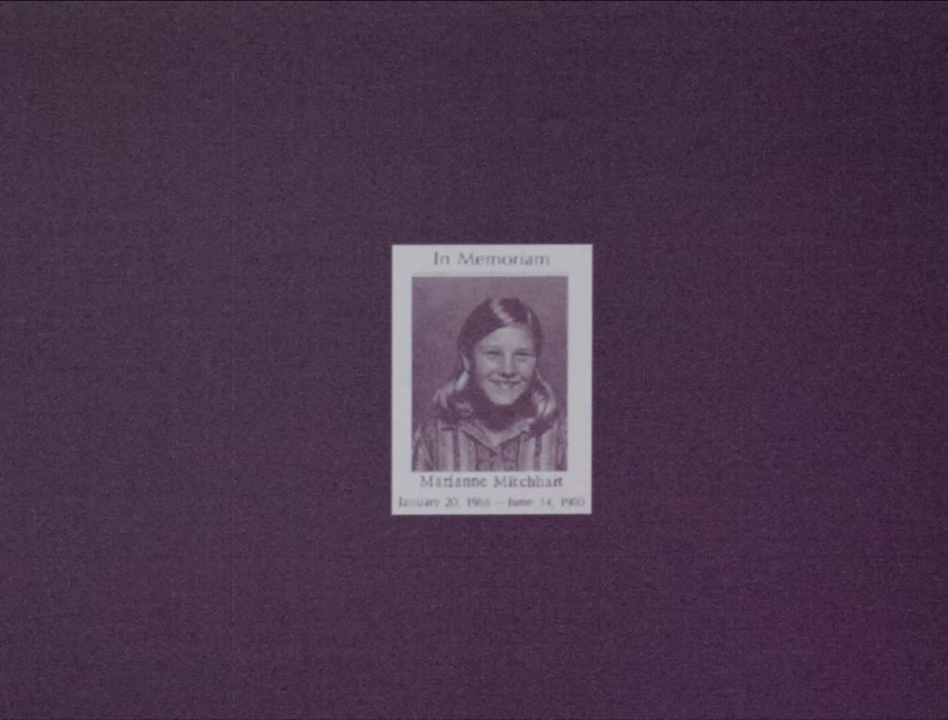 In Memoriam
Marianne Mitchhart
January 20, 1966 — June 14, 1980